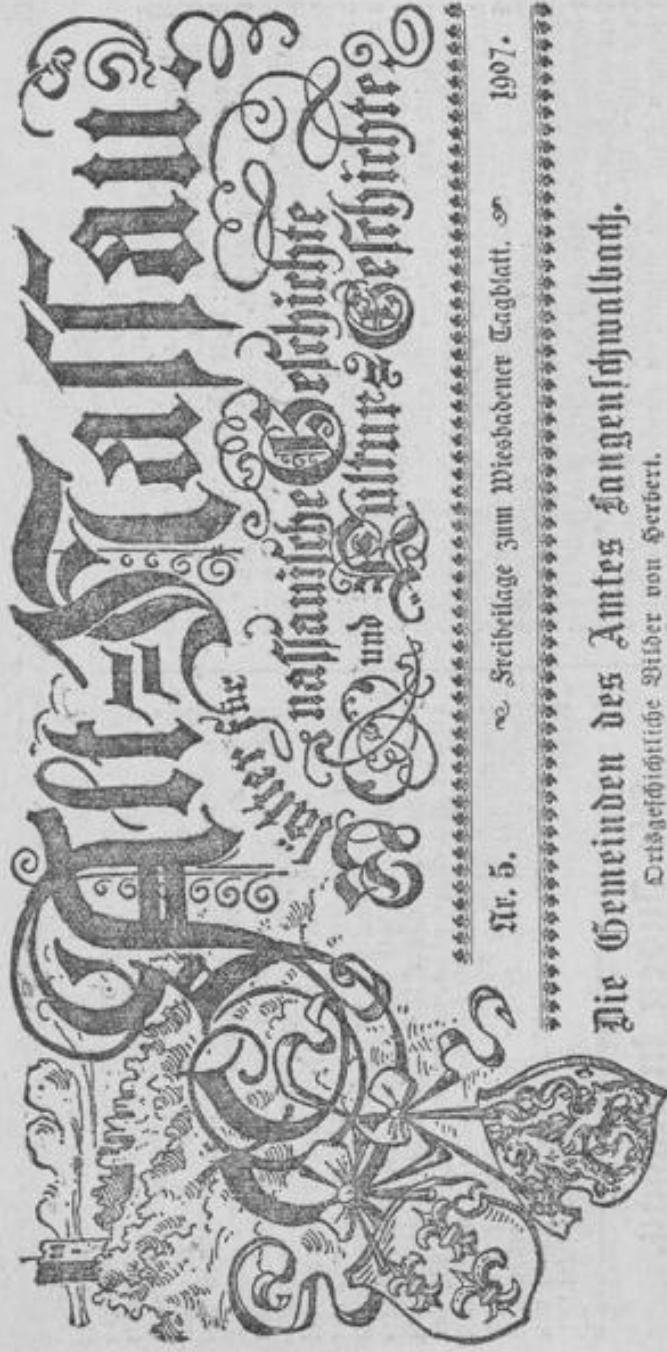 Alt-Nassau
Blätter für
nassauische Geschichte
und Kultur-Geschichte
Nr. 5. Freibeilage zum Wiesbadener Tagblatt. 1907.
Die Gemeinden des Amtes Langenschwalbach.
Ortsgeschichtliche Bilder von Herbert.